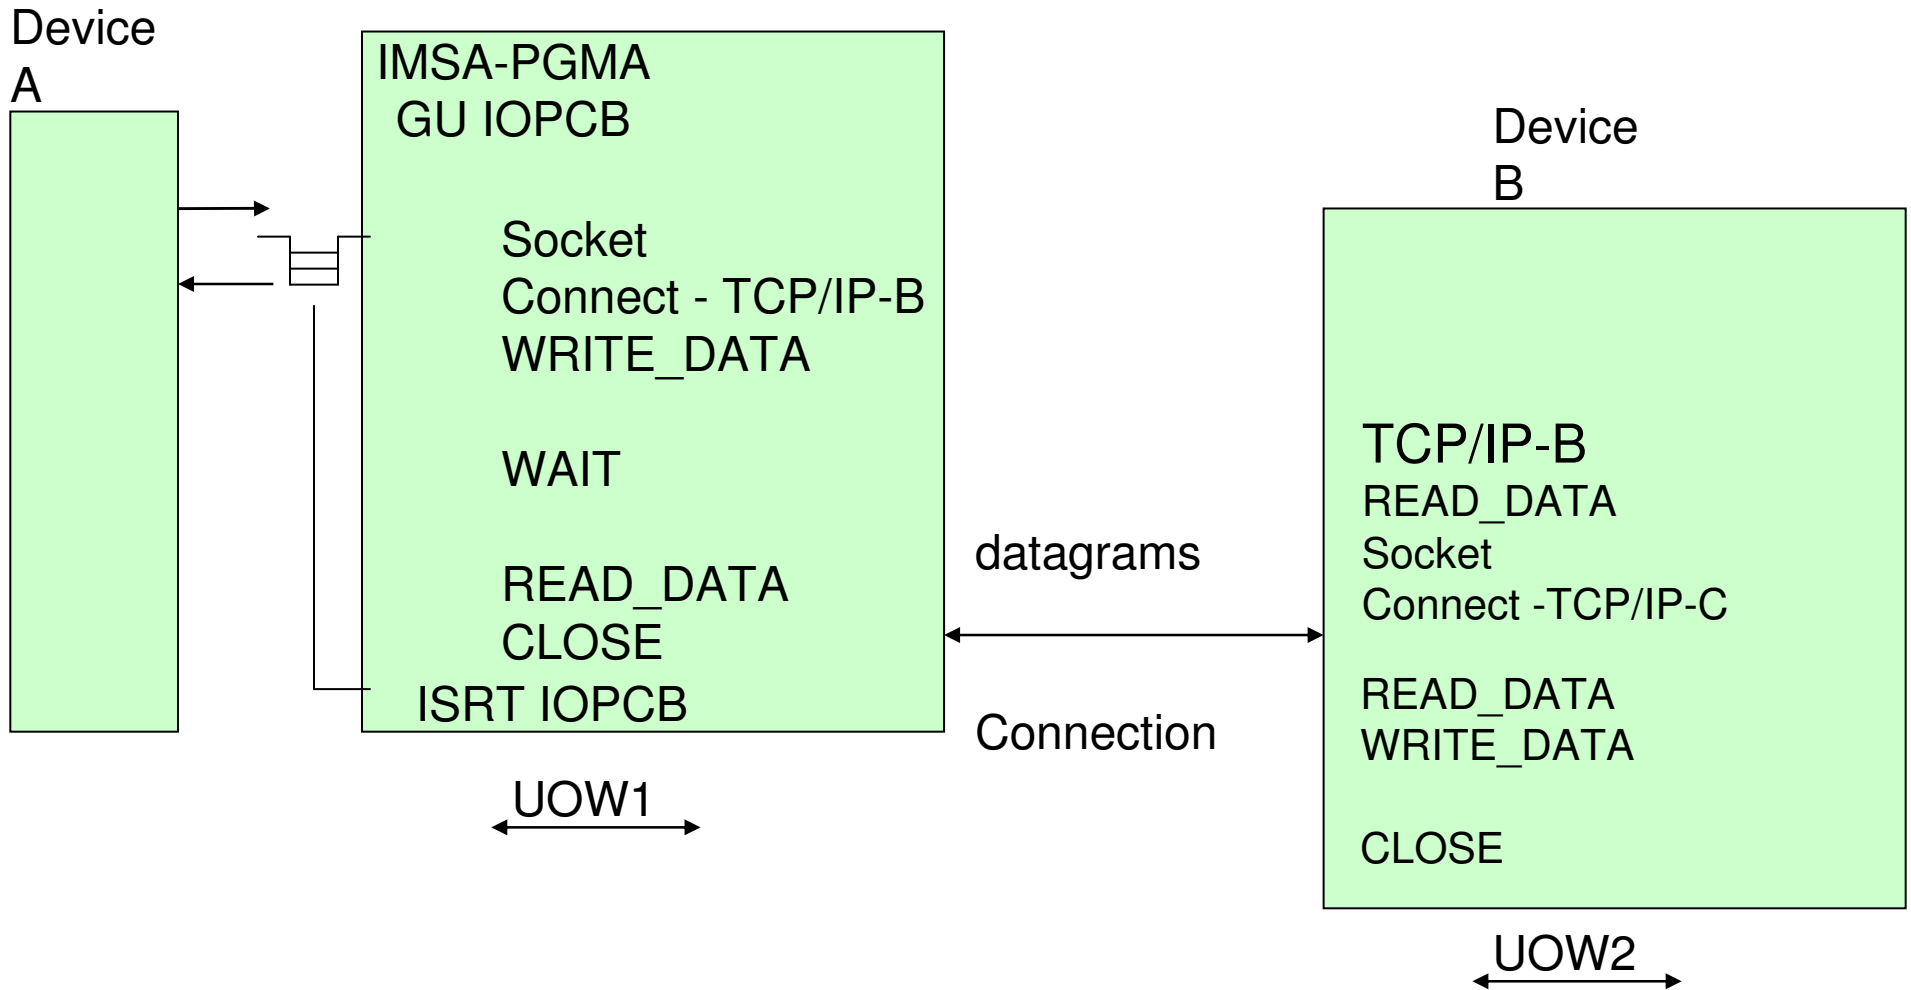 Device
A
IMSA-PGMA
GU IOPCB
Socket
Connect - TCP/IP-B
WRITE_DATA
WAIT
READ_DATA
CLOSE
ISRT IOPCB
UOW1
datagrams
Connection
Device
B
TCP/IP-B
READ_DATA
Socket
Connect -TCP/IP-C
READ_DATA
WRITE_DATA
CLOSE
UOW2